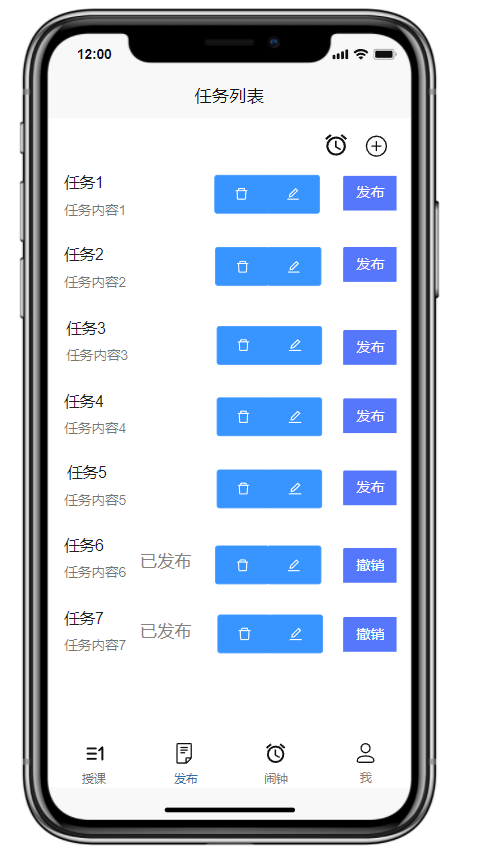 12:00
任务列表
任务1
任务内容1
发布
任务2
任务内容2
发布
任务3
任务内容3
发布
任务4
任务内容4
发布
任务5
任务内容5
发布
任务6
任务内容6
已发布
撤销
任务7
任务内容7
已发布
撤销
授课
发布
闹钟
我